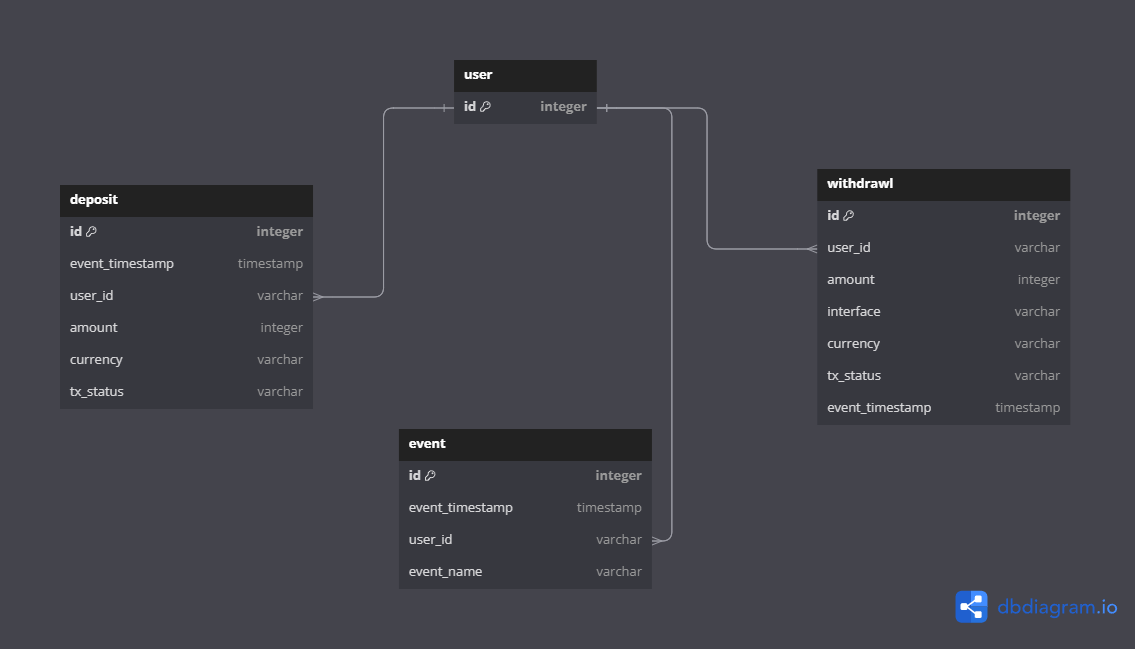 user
id integer
deposit
id integer
event_timestamp timestamp
user_id varchar
amount integer
currency varchar
tx_status varchar
withdrawl
id integer
user_id varchar
amount integer
interface varchar
currency varchar
tx_status varchar
event_timestamp timestamp
event
id integer
event_timestamp timestamp
user_id varchar
event_name varchar
dbdiagram.io